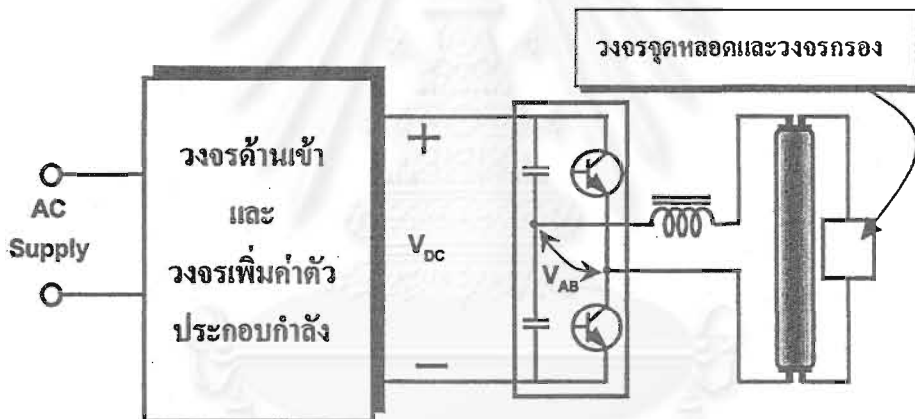 วงจรจุดหลอดและวงจรกรอง
วงจรด้านเข้า
และ
วงจรเพิ่มค่าตัว
ประกอบกำลัง
AC
Supply
+
V_DC
V_AB
−